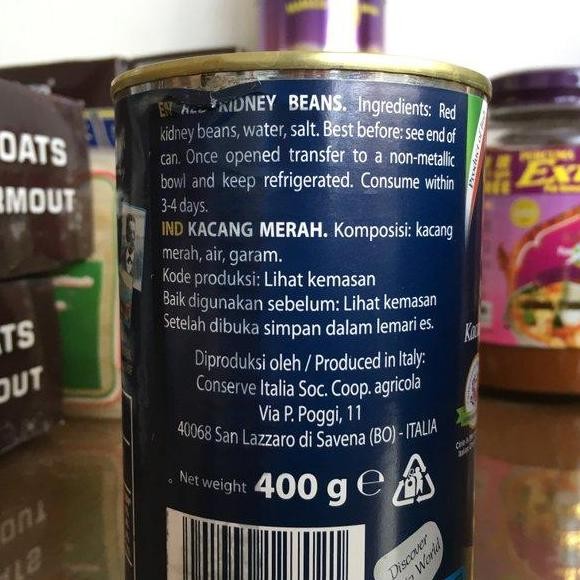 EN RED KIDNEY BEANS. Ingredients: Red
kidney beans, water, salt. Best before: see end of
can. Once opened transfer to a non-metallic
bowl and keep refrigerated. Consume within
3-4 days.
IND KACANG MERAH. Komposisi: kacang
merah, air, garam.
Kode produksi: Lihat kemasan
Baik digunakan sebelum: Lihat kemasan
Setelah dibuka simpan dalam lemari es.
Diproduksi oleh / Produced in Italy:
Conserve Italia Soc. Coop. agricola
Via P. Poggi, 11
40068 San Lazzaro di Savena (BO) - ITALIA
Net weight 400 g e
Discover
World
Product of
OATS
RMOUT
ATS
OUT